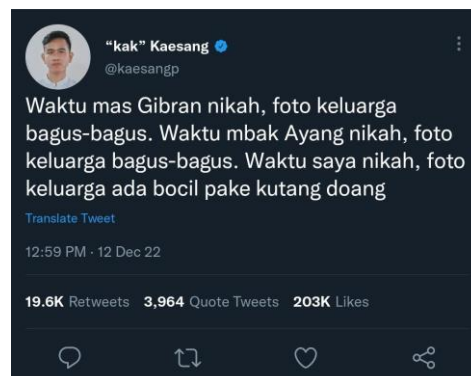 “kak” Kaesang
@kaesangp
Waktu mas Gibran nikah, foto keluarga
bagus-bagus. Waktu mbak Ayang nikah, foto
keluarga bagus-bagus. Waktu saya nikah, foto
keluarga ada bocil pake kutang doang
Translate Tweet
12:59 PM · 12 Dec 22
19.6K Retweets 3,964 Quote Tweets 203K Likes